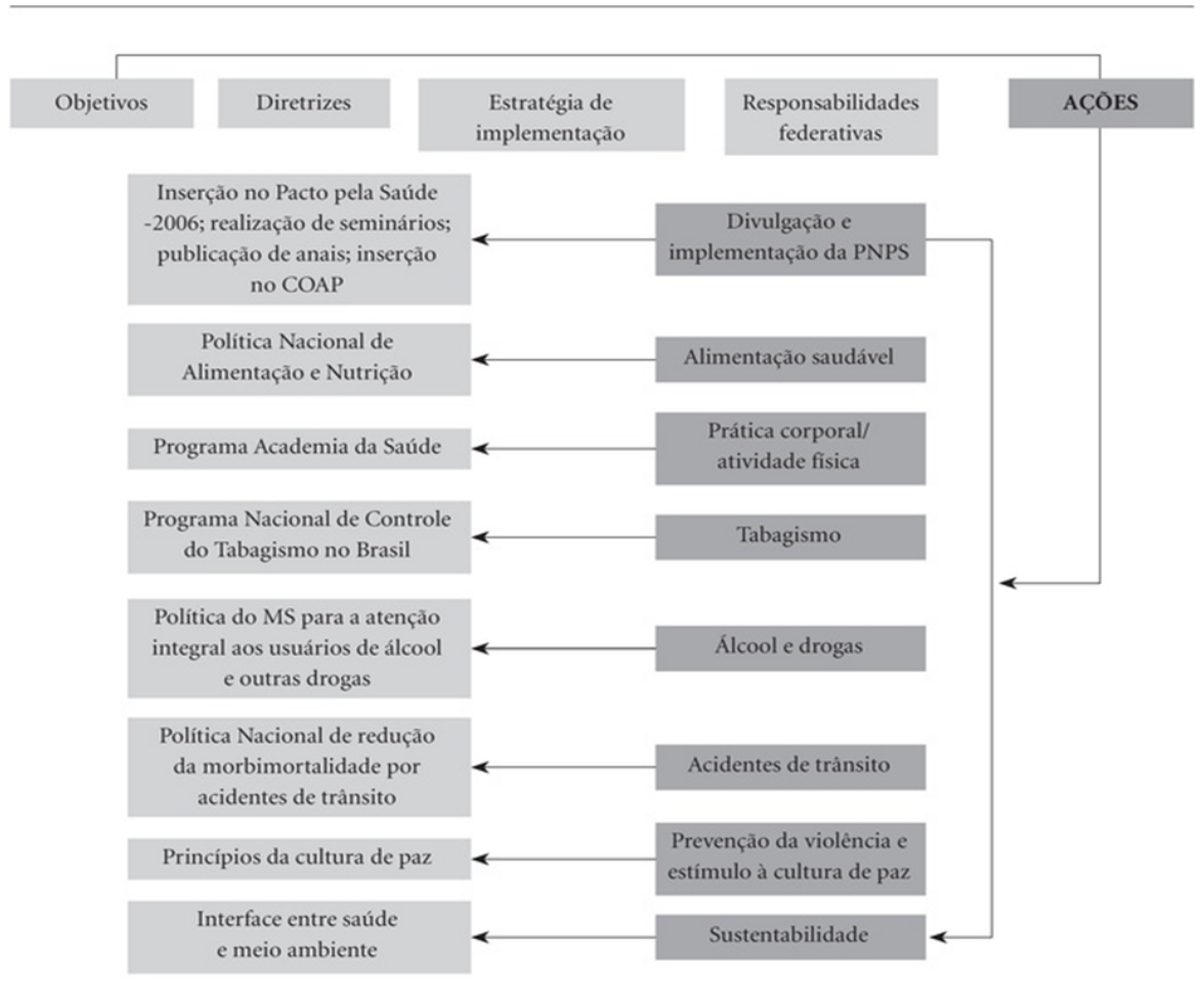 Objetivos
Diretrizes
Estratégia de
implementação
Responsabilidades
federativas
AÇÕES
Inserção no Pacto pela Saúde
-2006; realização de seminários;
publicação de anais; inserção
no COAP
Divulgação e
implementação da PNPS
Política Nacional de
Alimentação e Nutrição
Alimentação saudável
Programa Academia da Saúde
Prática corporal/
atividade física
Programa Nacional de Controle
do Tabagismo no Brasil
Tabagismo
Política do MS para a atenção
integral aos usuários de álcool
e outras drogas
Álcool e drogas
Política Nacional de redução
da morbimortalidade por
acidentes de trânsito
Acidentes de trânsito
Princípios da cultura de paz
Prevenção da violência e
estímulo à cultura de paz
Interface entre saúde
e meio ambiente
Sustentabilidade